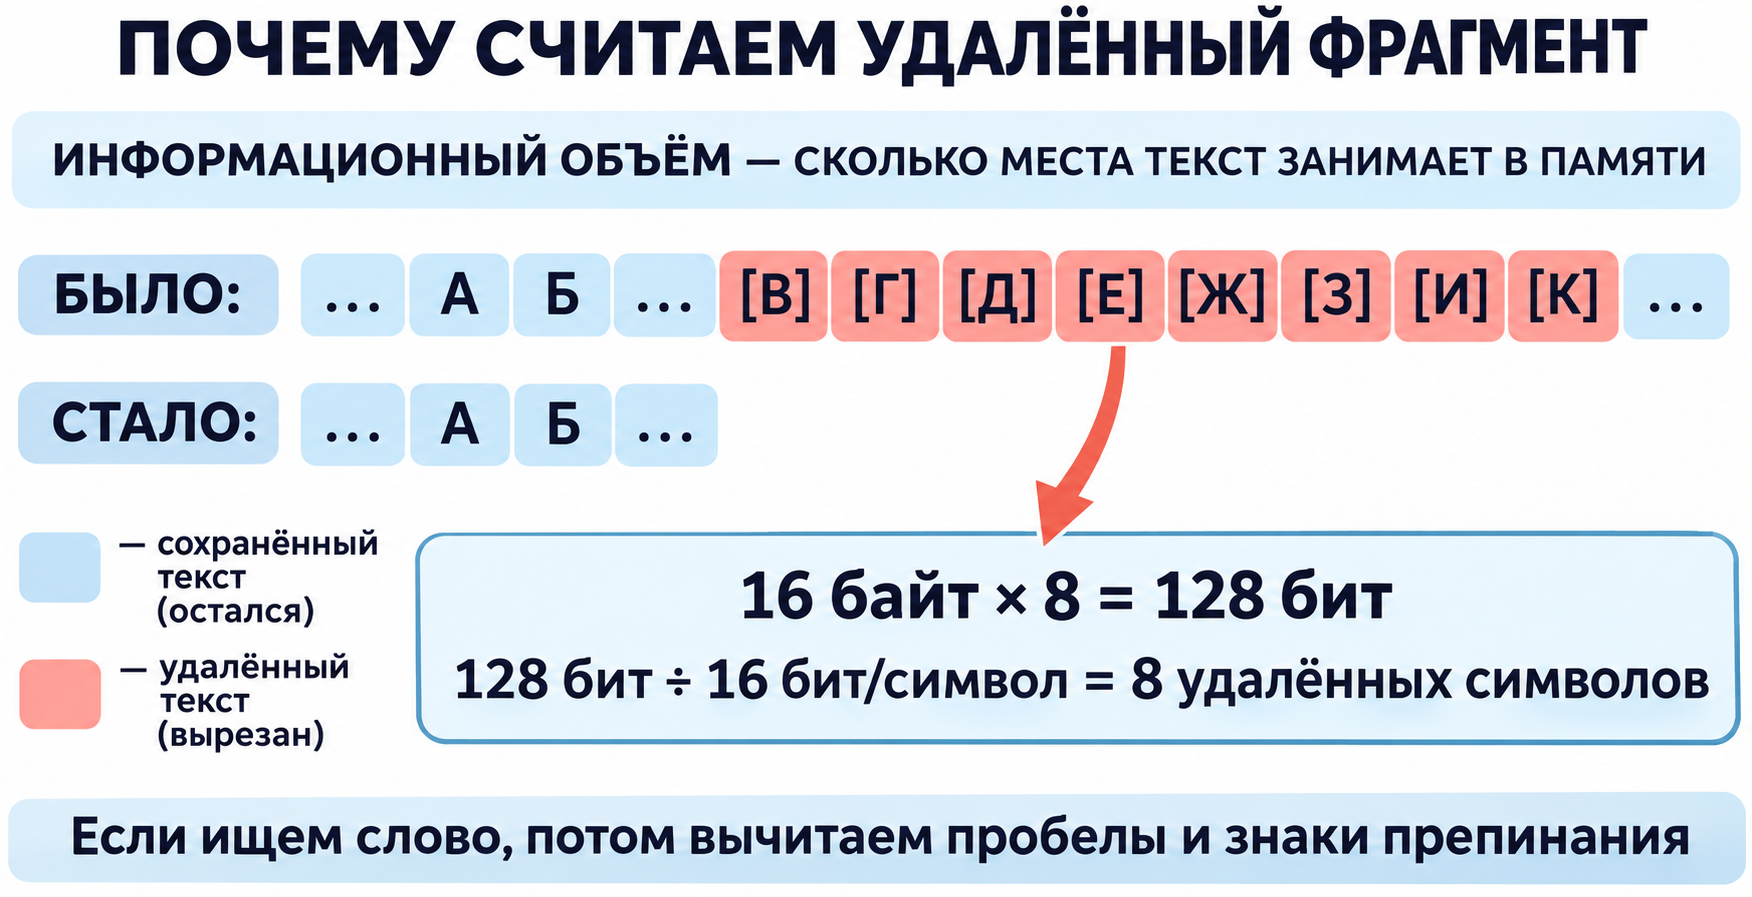 ПОЧЕМУ СЧИТАЕМ УДАЛЁННЫЙ ФРАГМЕНТ
ИНФОРМАЦИОННЫЙ ОБЪЁМ — СКОЛЬКО МЕСТА ТЕКСТ ЗАНИМАЕТ В ПАМЯТИ
БЫЛО: ... А Б ... [В] [Г] [Д] [Е] [Ж] [З] [И] [К] ...
СТАЛО: ... А Б ...
— сохранённый
текст
(остался)
— удалённый
текст
(вырезан)
16 байт × 8 = 128 бит
128 бит ÷ 16 бит/символ = 8 удалённых символов
Если ищем слово, потом вычитаем пробелы и знаки препинания